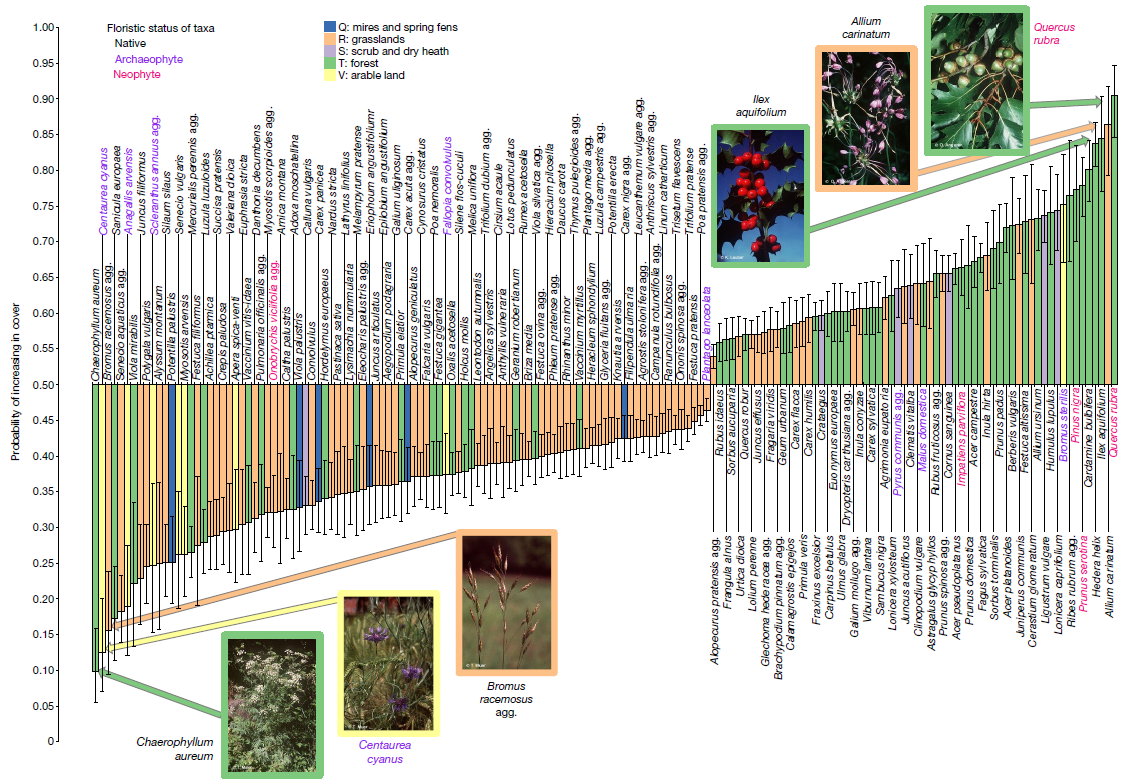 Probability of increasing in cover
1.00
0.95
0.90
0.85
0.80
0.75
0.70
0.65
0.60
0.55
0.50
0.45
0.40
0.35
0.30
0.25
0.20
0.15
0.10
0.05
0
Floristic status of taxa
Native
Archaeophyte
Neophyte
Q: mires and spring fens
R: grasslands
S: scrub and dry heath
T: forest
V: arable land
Centaurea cyanus
Sanicula europaea
Anagallis arvensis
Juncus filiformus
Scleranthus annuus agg.
Silaum silaus
Senecio vulgaris
Mercurialis perennis agg.
Luzula luzuloides
Succisa pratensis
Valeriana dioica
Euphrasia stricta
Danthonia decumbens
Myosotis scorpioides agg.
Arnica montana
Adoxa moschatellina
Calluna vulgaris
Carex panicea
Nardus stricta
Lathyrus linifolius
Melampyrum pratense
Epilobium angustifolium
Galium uliginosum
Carex acuta agg.
Cynosurus cristatus
Poa nemoralis
Fallopia convolvulus
Silene flos-cuculi
Melica uniflora
Trifolium dubium agg.
Cirsium acaule
Lotus pedunculatus
Rumex acetosella
Viola silvatica agg.
Hieracium pilosella
Daucus carota
Thymus pulegioides agg.
Plantago media agg.
Luzula campestris agg.
Potentilla erecta
Carex nigra agg.
Leucanthemum vulgare agg.
Anthriscus sylvestris agg.
Linum catharticum
Trisetum flavescens
Poa pratensis agg.
Chaerophyllum aureum
Bromus racemosus agg.
Senecio aquaticus agg.
Viola mirabilis
Polygala vulgaris
Alyssum montanum
Potentilla palustris
Myosotis arvensis
Festuca filiformis
Achillea ptarmica
Crepis paludosa
Apera spica-venti
Vaccinium vitis-idaea
Pulmonaria officinalis agg.
Onobrychis viciifolia agg.
Caltha palustris
Viola palustris
Convolvulus
Hordelymus europaeus
Pastinaca sativa
Lysimachia nummularia
Eleocharis palustris agg.
Juncus articulatus
Aegopodium podagraria
Primula elatior
Alopecurus geniculatus
Falcaria vulgaris
Festuca gigantea
Oxalis acetosella
Holcus mollis
Leontodon autumnalis
Angelica sylvestris
Anthyllis vulneraria
Geranium robertianum
Briza media
Festuca ovina agg.
Phleum pratense agg.
Rhinanthus minor
Vaccinium myrtillus
Heracleum sphondylium
Glyceria fluitans agg.
Knautia arvensis
Filipendula ulmaria
Agrostis stolonifera agg.
Campanula rotundifolia agg.
Ranunculus bulbosus
Ononis spinosa agg.
Festuca pratensis
Plantago lanceolata
Rubus idaeus
Sorbus aucuparia
Quercus robur
Juncus effusus
Fragaria viridis
Geum urbanum
Carex flacca
Carex humilis
Crataegus
Euonymus europaea
Dryopteris carthusiana agg.
Inula conyzae
Carex sylvatica
Agrimonia eupatoria
Pyrus communis agg.
Clematis vitalba
Malus domestica
Rubus fruticosus agg.
Cornus sanguinea
Impatiens parviflora
Acer campestre
Inula hirta
Prunus padus
Berberis vulgaris
Festuca altissima
Allium ursinum
Humulus lupulus
Bromus sterilis
Pinus nigra
Cardamine bulbifera
Ilex aquifolium
Quercus rubra
Alopecurus pratensis agg.
Frangula alnus
Urtica dioica
Lolium perenne
Glechoma hederacea agg.
Brachypodium pinnatum agg.
Calamagrostis epigejos
Primula veris
Fraxinus excelsior
Carpinus betulus
Ulmus glabra
Galium mollugo agg.
Viburnum lantana
Sambucus nigra
Lonicera xylosteum
Juncus acutiflorus
Clinopodium vulgare
Astragalus glycyphyllos
Prunus spinosa agg.
Acer pseudoplatanus
Prunus domestica
Fagus sylvatica
Sorbus torminalis
Acer platanoides
Juniperus communis
Cerastium glomeratum
Ligustrum vulgare
Lonicera caprifolium
Ribes rubrum agg.
Prunus serotina
Hedera helix
Allium carinatum
Ilex
aquifolium
Allium
carinatum
Quercus
rubra
Chaerophyllum
aureum
Centaurea
cyanus
Bromus
racemosus
agg.